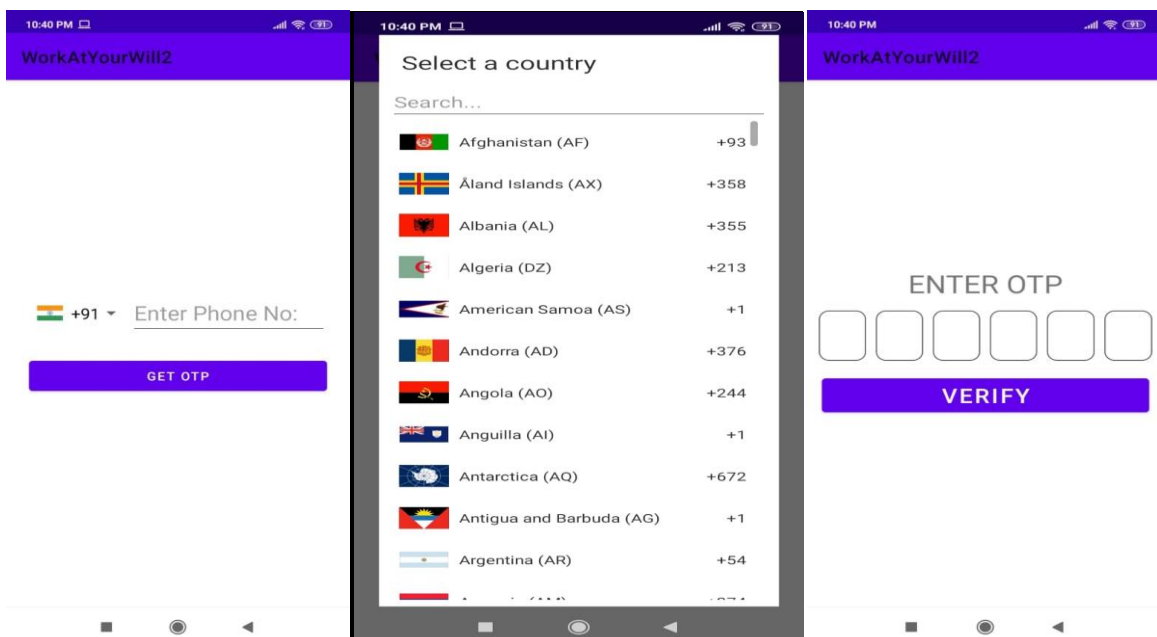 10:40 PM
91
WorkAtYourWill2
+91
Enter Phone No:
GET OTP
10:40 PM
91
Select a country
Search...
Afghanistan (AF) +93
Åland Islands (AX) +358
Albania (AL) +355
Algeria (DZ) +213
American Samoa (AS) +1
Andorra (AD) +376
Angola (AO) +244
Anguilla (AI) +1
Antarctica (AQ) +672
Antigua and Barbuda (AG) +1
Argentina (AR) +54
10:40 PM
91
WorkAtYourWill2
ENTER OTP
VERIFY